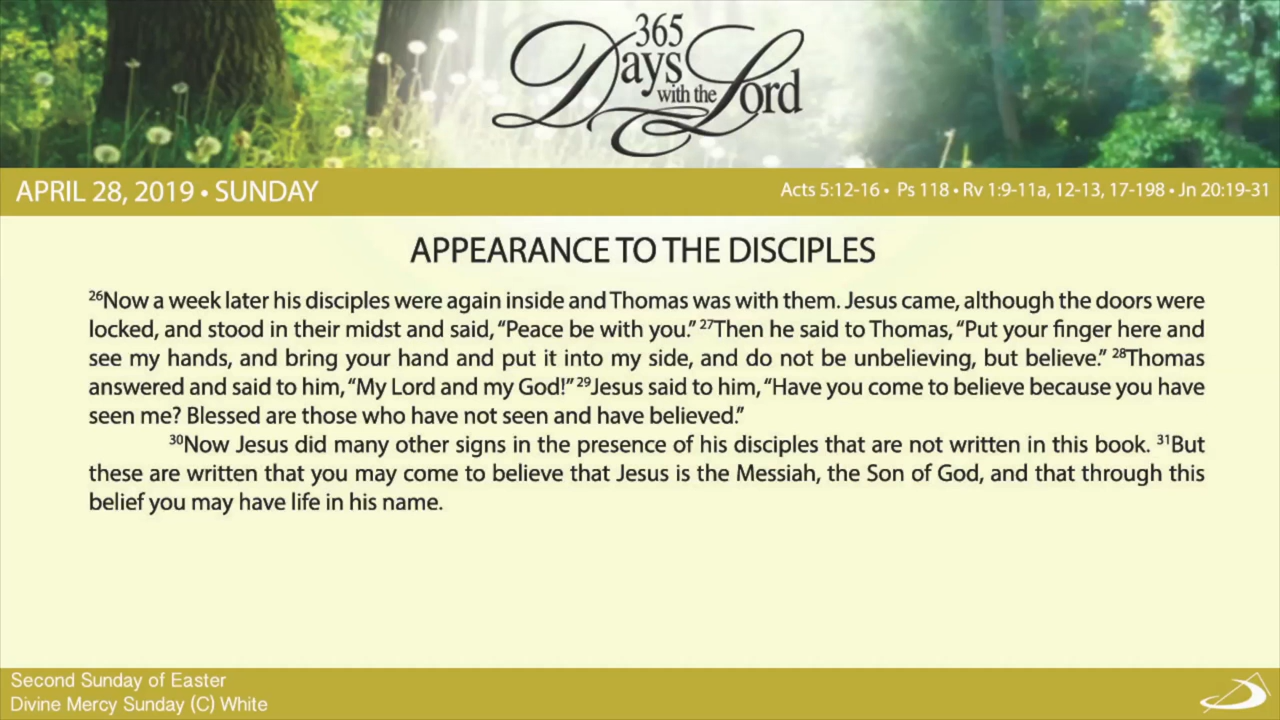 365
Days
with the
Lord
APRIL 28, 2019 • SUNDAY
Acts 5:12-16 • Ps 118 • Rv 1:9-11a, 12-13, 17-198 • Jn 20:19-31
APPEARANCE TO THE DISCIPLES
²⁶Now a week later his disciples were again inside and Thomas was with them. Jesus came, although the doors were
locked, and stood in their midst and said, “Peace be with you.” ²⁷Then he said to Thomas, “Put your finger here and
see my hands, and bring your hand and put it into my side, and do not be unbelieving, but believe.” ²⁸Thomas
answered and said to him, “My Lord and my God!” ²⁹Jesus said to him, “Have you come to believe because you have
seen me? Blessed are those who have not seen and have believed.”
³⁰Now Jesus did many other signs in the presence of his disciples that are not written in this book. ³¹But
these are written that you may come to believe that Jesus is the Messiah, the Son of God, and that through this
belief you may have life in his name.
Second Sunday of Easter
Divine Mercy Sunday (C) White